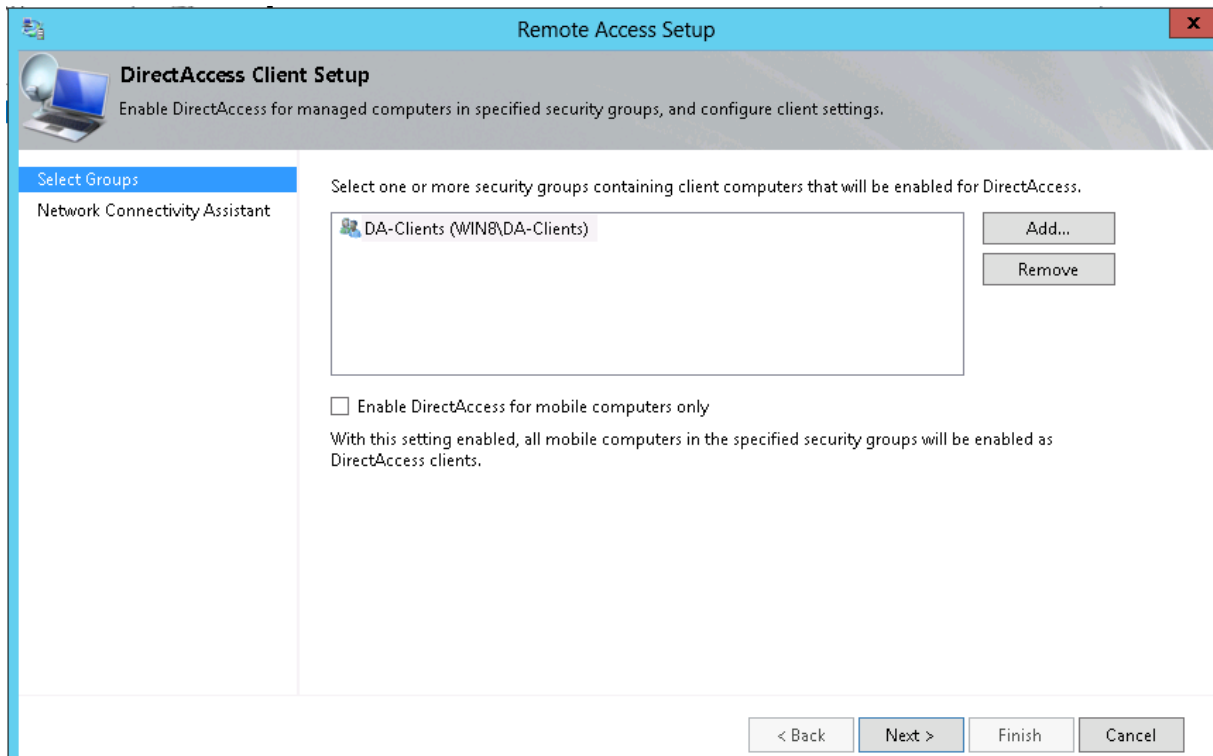 Remote Access Setup
x
DirectAccess Client Setup
Enable DirectAccess for managed computers in specified security groups, and configure client settings.
Select Groups
Network Connectivity Assistant
Select one or more security groups containing client computers that will be enabled for DirectAccess.
DA-Clients (WIN8\DA-Clients)
Add...
Remove
Enable DirectAccess for mobile computers only
With this setting enabled, all mobile computers in the specified security groups will be enabled as
DirectAccess clients.
< Back
Next >
Finish
Cancel